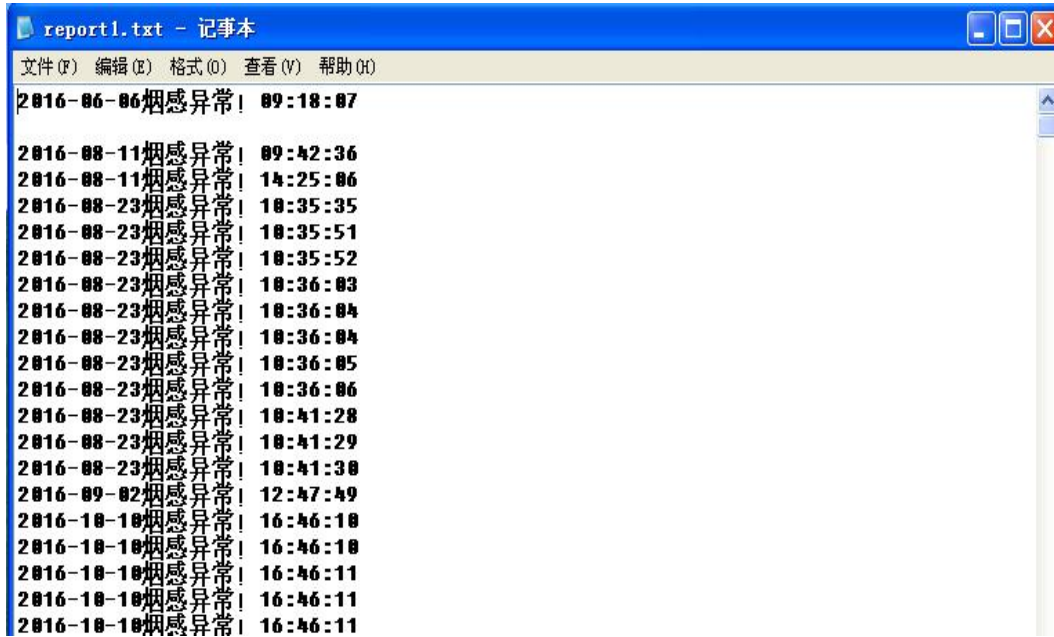 report1.txt - 记事本
文件(F) 编辑(E) 格式(O) 查看(V) 帮助(H)
2016-06-06烟感异常! 09:18:07
2016-08-11烟感异常! 09:42:36
2016-08-11烟感异常! 14:25:06
2016-08-23烟感异常! 10:35:35
2016-08-23烟感异常! 10:35:51
2016-08-23烟感异常! 10:35:52
2016-08-23烟感异常! 10:36:03
2016-08-23烟感异常! 10:36:04
2016-08-23烟感异常! 10:36:04
2016-08-23烟感异常! 10:36:05
2016-08-23烟感异常! 10:36:06
2016-08-23烟感异常! 10:41:28
2016-08-23烟感异常! 10:41:29
2016-08-23烟感异常! 10:41:30
2016-09-02烟感异常! 12:47:49
2016-10-10烟感异常! 16:46:10
2016-10-10烟感异常! 16:46:10
2016-10-10烟感异常! 16:46:11
2016-10-10烟感异常! 16:46:11
2016-10-10烟感异常! 16:46:11